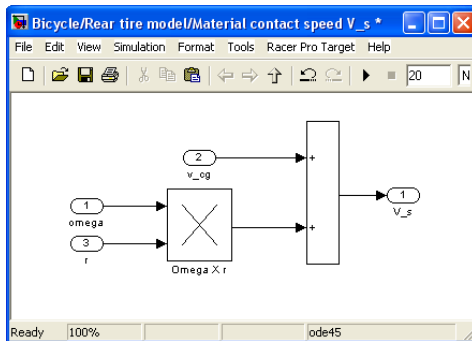 Bicycle/Rear tire model/Material contact speed V_s *
File Edit View Simulation Format Tools Racer Pro Target Help
20 N
2
v_cg
+
1
omega
1
V_s
3
r
+
Omega X r
Ready 100% ode45